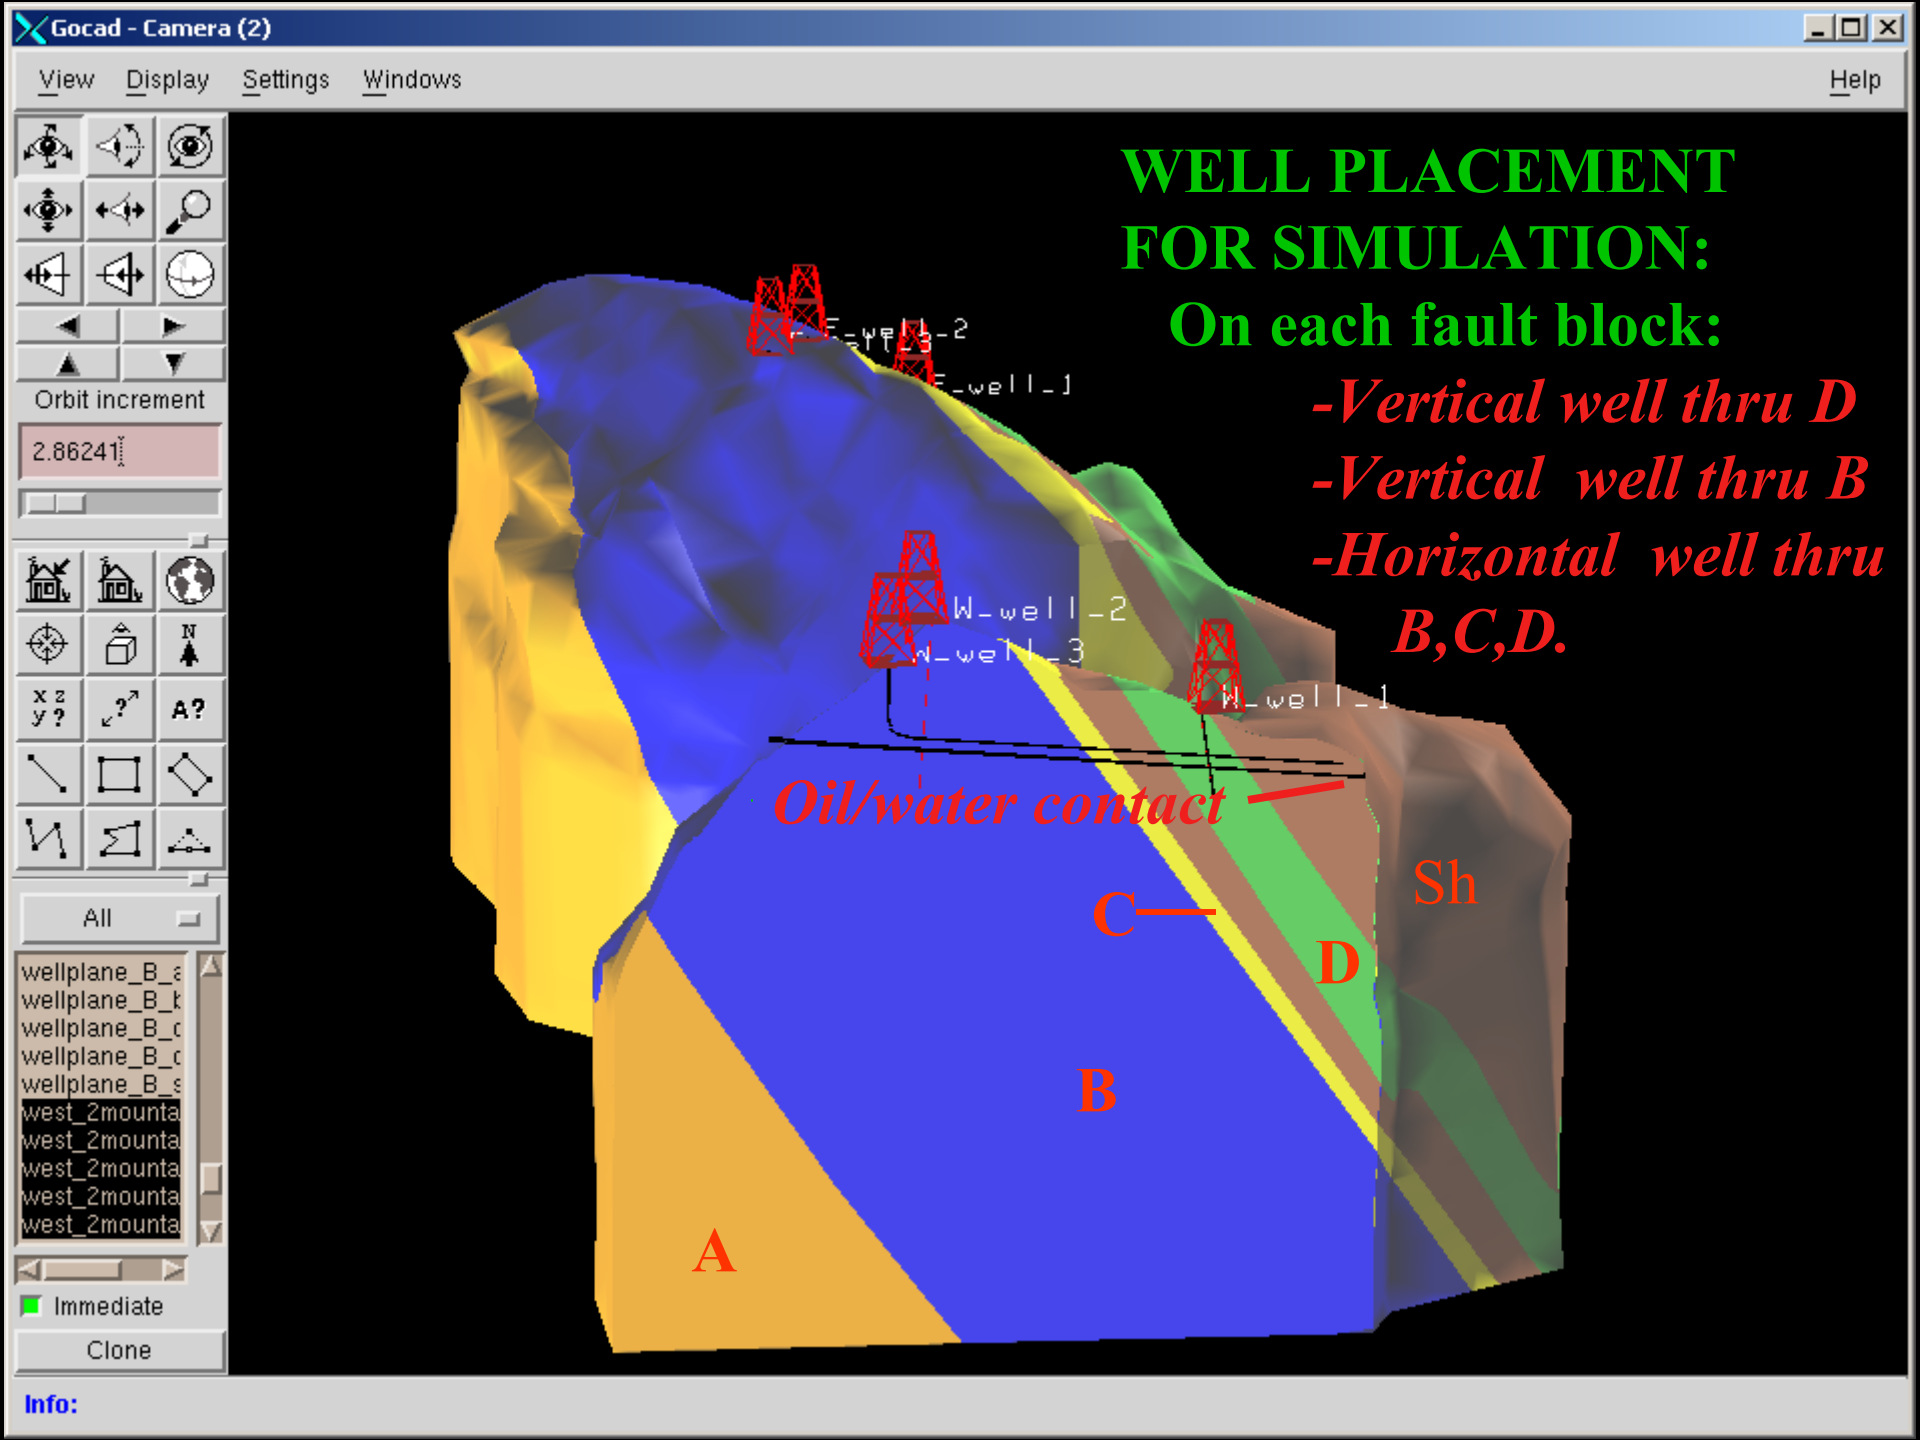 Gocad - Camera (2)
View Display Settings Windows Help
WELL PLACEMENT
FOR SIMULATION:
On each fault block:
-Vertical well thru D
-Vertical well thru B
-Horizontal well thru
B,C,D.
N
x z
y ?
?
A?
Orbit increment
2.86241
All
wellplane_B_
wellplane_B_
wellplane_B_
wellplane_B_
wellplane_B_
west_2mounta
west_2mounta
west_2mounta
west_2mounta
west_2mounta
Immediate
Clone
Info:
E_well_2
E_well_1
W_well_2
W_well_3
W_well_1
Oil/water contact
Sh
C
D
B
A